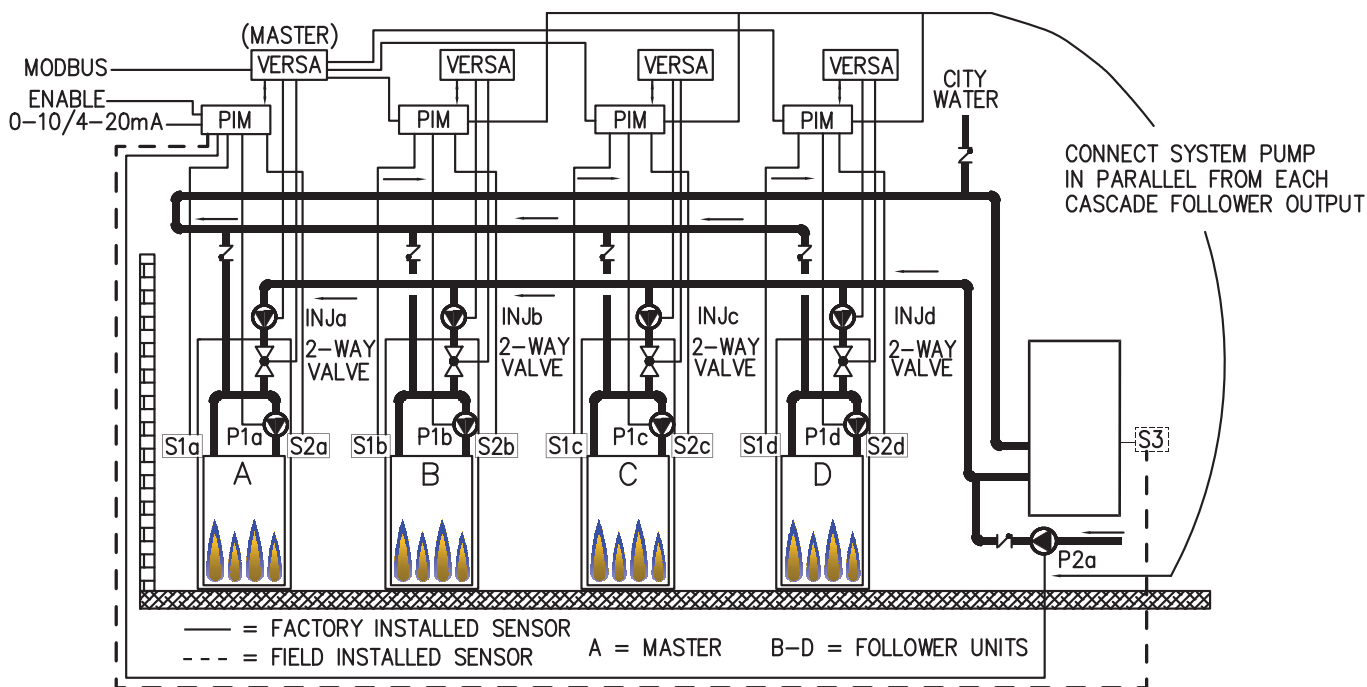 (MASTER)
MODBUS
VERSA
VERSA
VERSA
VERSA
ENABLE
0-10/4-20mA
PIM
PIM
PIM
PIM
CITY
WATER
CONNECT SYSTEM PUMP
IN PARALLEL FROM EACH
CASCADE FOLLOWER OUTPUT
INJa
2-WAY
VALVE
INJb
2-WAY
VALVE
INJc
2-WAY
VALVE
INJd
2-WAY
VALVE
S1a
P1a
S2a
S1b
P1b
S2b
S1c
P1c
S2c
S1d
P1d
S2d
S3
A
B
C
D
P2a
= FACTORY INSTALLED SENSOR
= FIELD INSTALLED SENSOR
A = MASTER
B-D = FOLLOWER UNITS